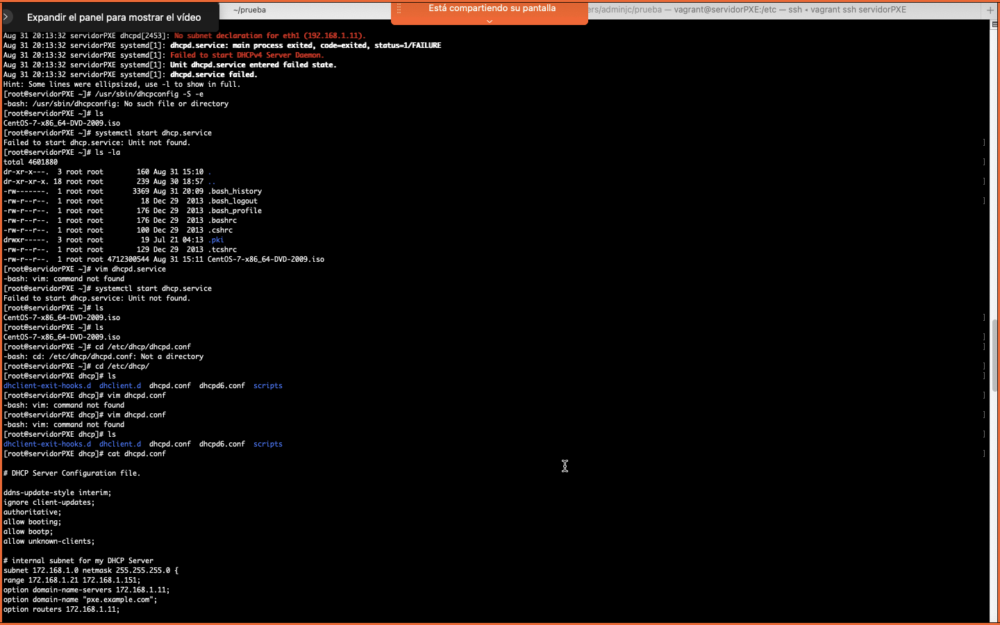 Expandir el panel para mostrar el vídeo
~/prueba
Está compartiendo su pantalla
ers/adminjc/prueba — vagrant@servidorPXE:/etc — ssh • vagrant ssh servidorPXE
Aug 31 20:13:32 servidorPXE dhcpd[2453]: No subnet declaration for eth1 (192.168.1.11).
Aug 31 20:13:32 servidorPXE systemd[1]: dhcpd.service: main process exited, code=exited, status=1/FAILURE
Aug 31 20:13:32 servidorPXE systemd[1]: Failed to start DHCPv4 Server Daemon.
Aug 31 20:13:32 servidorPXE systemd[1]: Unit dhcpd.service entered failed state.
Aug 31 20:13:32 servidorPXE systemd[1]: dhcpd.service failed.
Hint: Some lines were ellipsized, use -l to show in full.
[root@servidorPXE ~]# /usr/sbin/dhcpconfig -S -e
-bash: /usr/sbin/dhcpconfig: No such file or directory
[root@servidorPXE ~]# ls
CentOS-7-x86_64-DVD-2009.iso
[root@servidorPXE ~]# systemctl start dhcp.service
Failed to start dhcp.service: Unit not found.
[root@servidorPXE ~]# ls -la
total 4601880
dr-xr-x---.  3 root root        160 Aug 31 15:10 .
dr-xr-xr-x. 18 root root        239 Aug 30 18:57 ..
-rw-------.  1 root root       3369 Aug 31 20:09 .bash_history
-rw-r--r--.  1 root root         18 Dec 29  2013 .bash_logout
-rw-r--r--.  1 root root        176 Dec 29  2013 .bash_profile
-rw-r--r--.  1 root root        176 Dec 29  2013 .bashrc
-rw-r--r--.  1 root root        100 Dec 29  2013 .cshrc
drwxr-----.  3 root root         19 Jul 21 04:13 .pki
-rw-r--r--.  1 root root        129 Dec 29  2013 .tcshrc
-rw-r--r--.  1 root root 4712300544 Aug 31 15:11 CentOS-7-x86_64-DVD-2009.iso
[root@servidorPXE ~]# vim dhcpd.service
-bash: vim: command not found
[root@servidorPXE ~]# systemctl start dhcp.service
Failed to start dhcp.service: Unit not found.
[root@servidorPXE ~]# ls
CentOS-7-x86_64-DVD-2009.iso
[root@servidorPXE ~]# ls
CentOS-7-x86_64-DVD-2009.iso
[root@servidorPXE ~]# cd /etc/dhcp/dhcpd.conf
-bash: cd: /etc/dhcp/dhcpd.conf: Not a directory
[root@servidorPXE ~]# cd /etc/dhcp/
[root@servidorPXE dhcp]# ls
dhclient-exit-hooks.d  dhclient.d  dhcpd.conf  dhcpd6.conf  scripts
[root@servidorPXE dhcp]# vim dhcpd.conf
-bash: vim: command not found
[root@servidorPXE dhcp]# vim dhcpd.conf
-bash: vim: command not found
[root@servidorPXE dhcp]# ls
dhclient-exit-hooks.d  dhclient.d  dhcpd.conf  dhcpd6.conf  scripts
[root@servidorPXE dhcp]# cat dhcpd.conf
# DHCP Server Configuration file.
ddns-update-style interim;
ignore client-updates;
authoritative;
allow booting;
allow bootp;
allow unknown-clients;
# internal subnet for my DHCP Server
subnet 172.168.1.0 netmask 255.255.255.0 {
range 172.168.1.21 172.168.1.151;
option domain-name-servers 172.168.1.11;
option domain-name "pxe.example.com";
option routers 172.168.1.11;